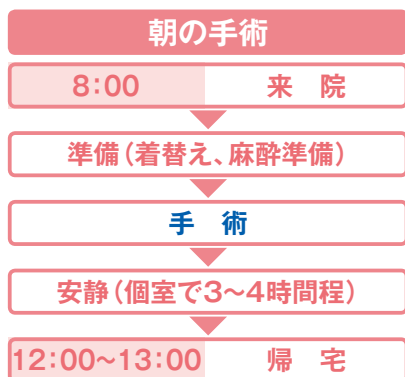 朝の手術
8:00 来 院
準備(着替え、麻酔準備)
手 術
安静(個室で3~4時間程)
12:00~13:00 帰 宅